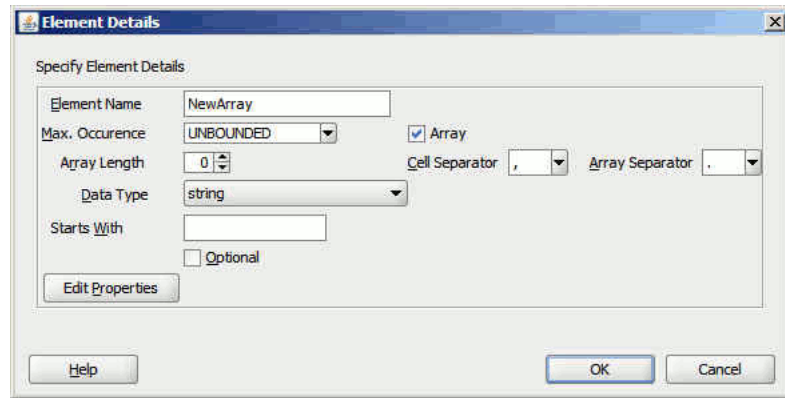 Element Details
Specify Element Details
Element Name NewArray
Max. Occurence UNBOUNDED Array
Array Length 0 Cell Separator , Array Separator .
Data Type string
Starts With
Optional
Edit Properties
Help OK Cancel